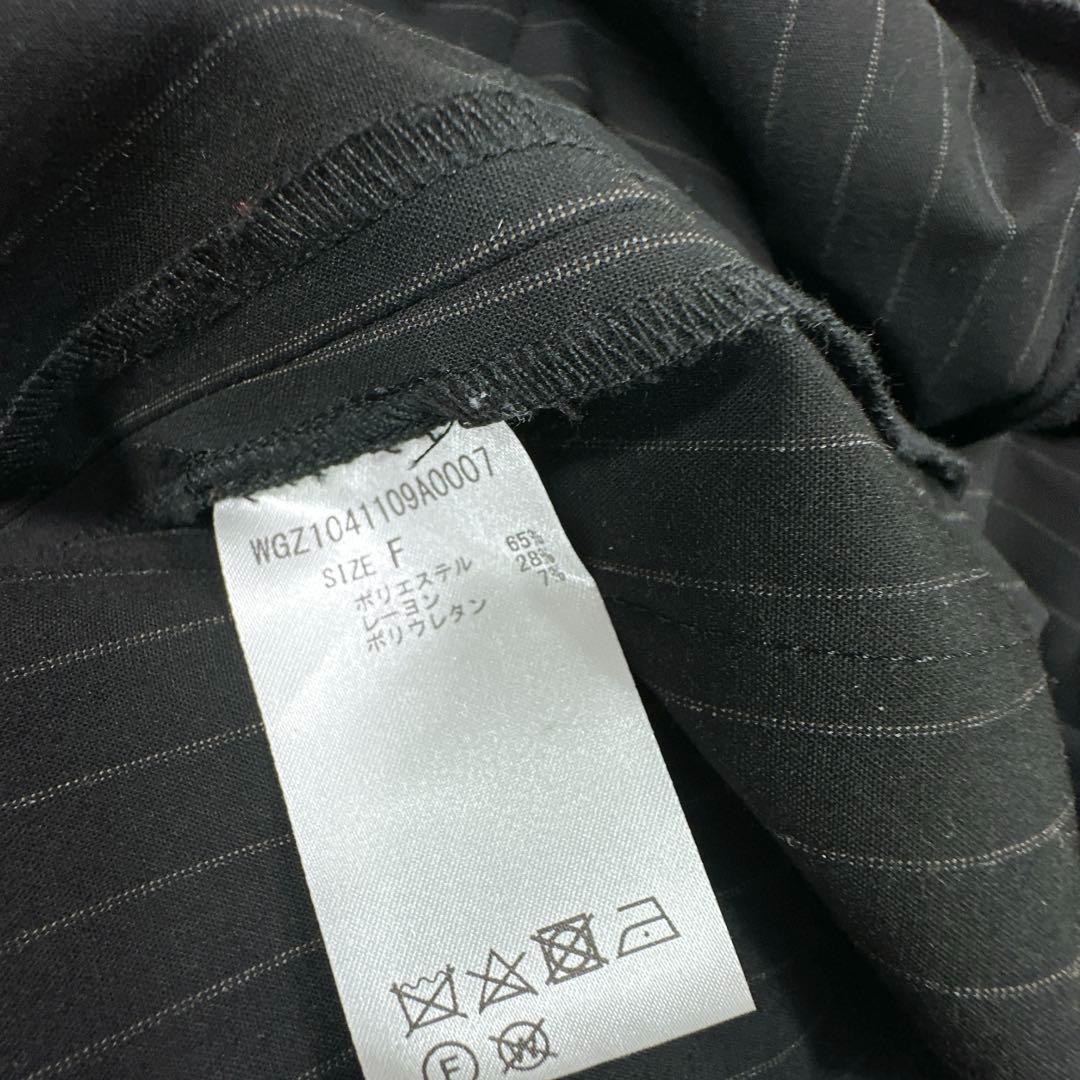 WGZ1041109A0007
SIZE F
ポリエステル 65%
レーヨン 28%
ポリウレタン 7%
F W